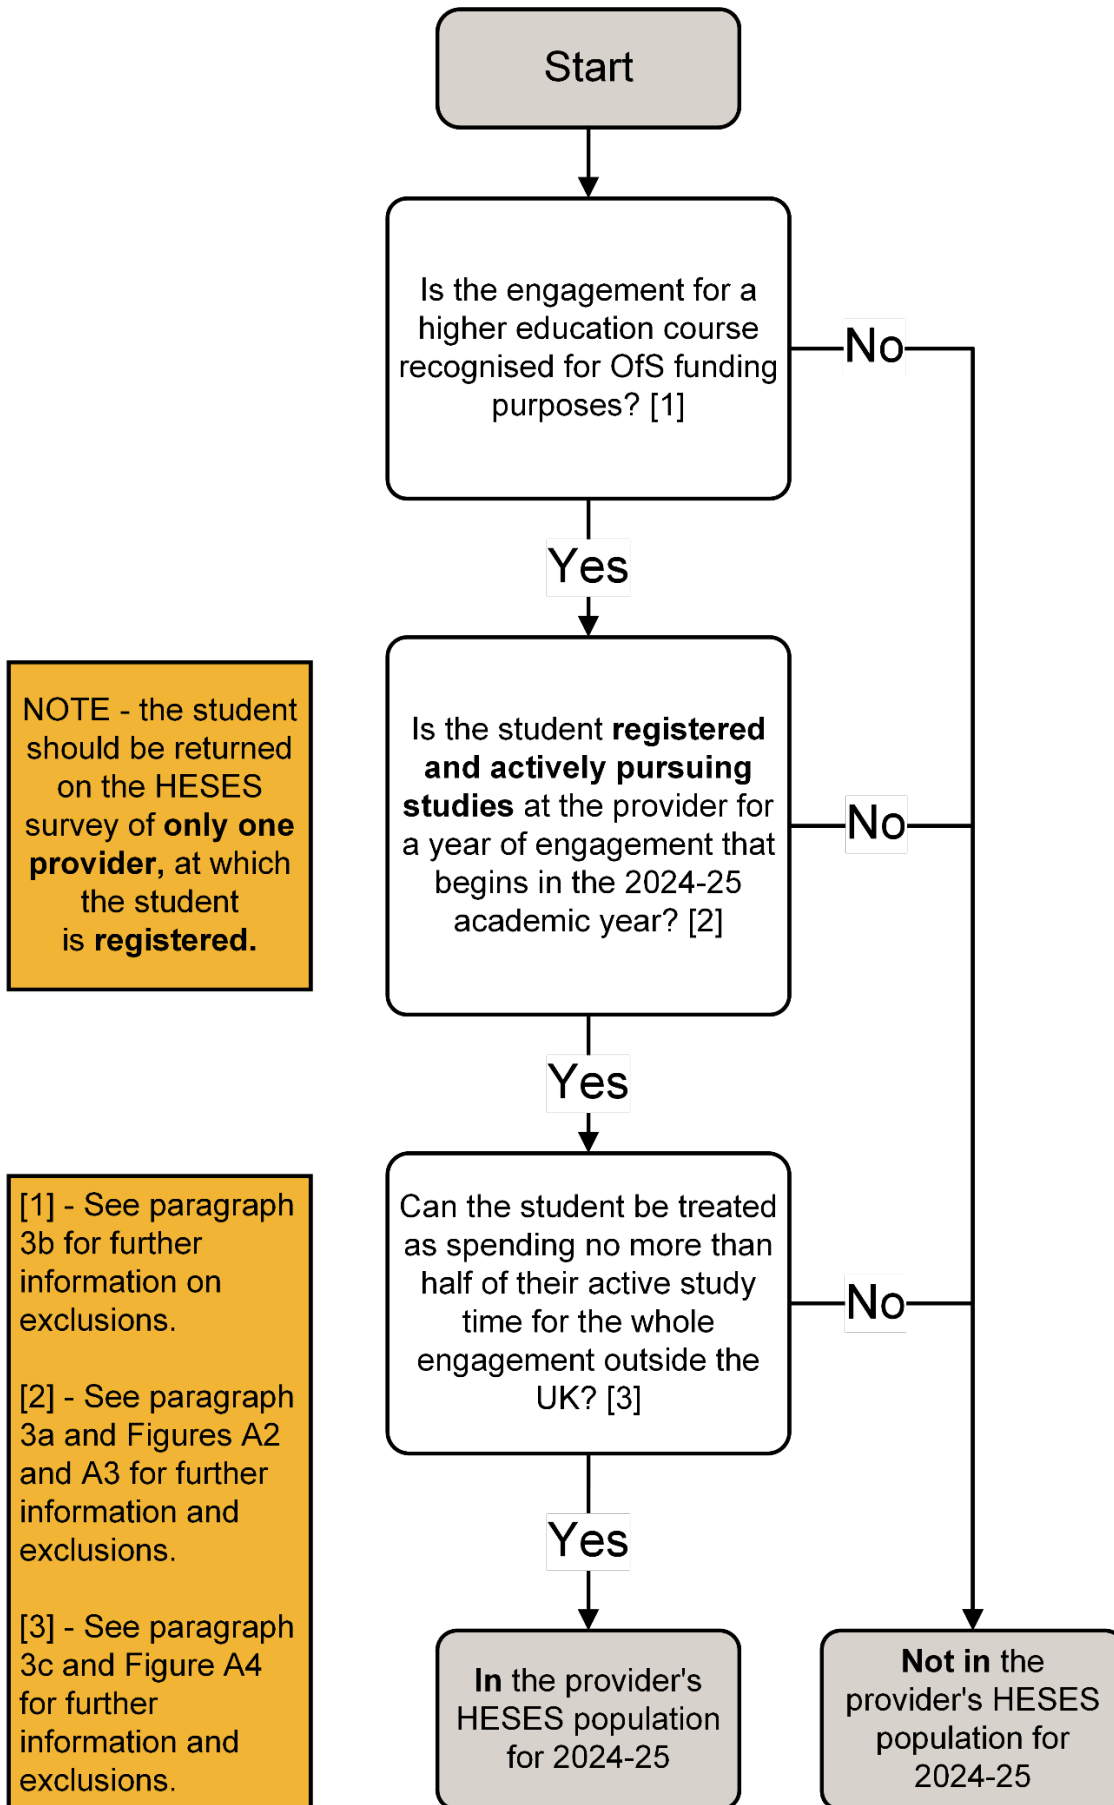 Start
Is the engagement for a
higher education course
recognised for OfS funding
purposes? [1]
No
Yes
NOTE - the student
should be returned
on the HESES
survey of only one
provider, at which
the student
is registered.
Is the student registered
and actively pursuing
studies at the provider for
a year of engagement that
begins in the 2024-25
academic year? [2]
No
Yes
[1] - See paragraph
3b for further
information on
exclusions.
[2] - See paragraph
3a and Figures A2
and A3 for further
information and
exclusions.
[3] - See paragraph
3c and Figure A4
for further
information and
exclusions.
Can the student be treated
as spending no more than
half of their active study
time for the whole
engagement outside the
UK? [3]
No
Yes
In the provider's
HESES population
for 2024-25
Not in the
provider's HESES
population for
2024-25